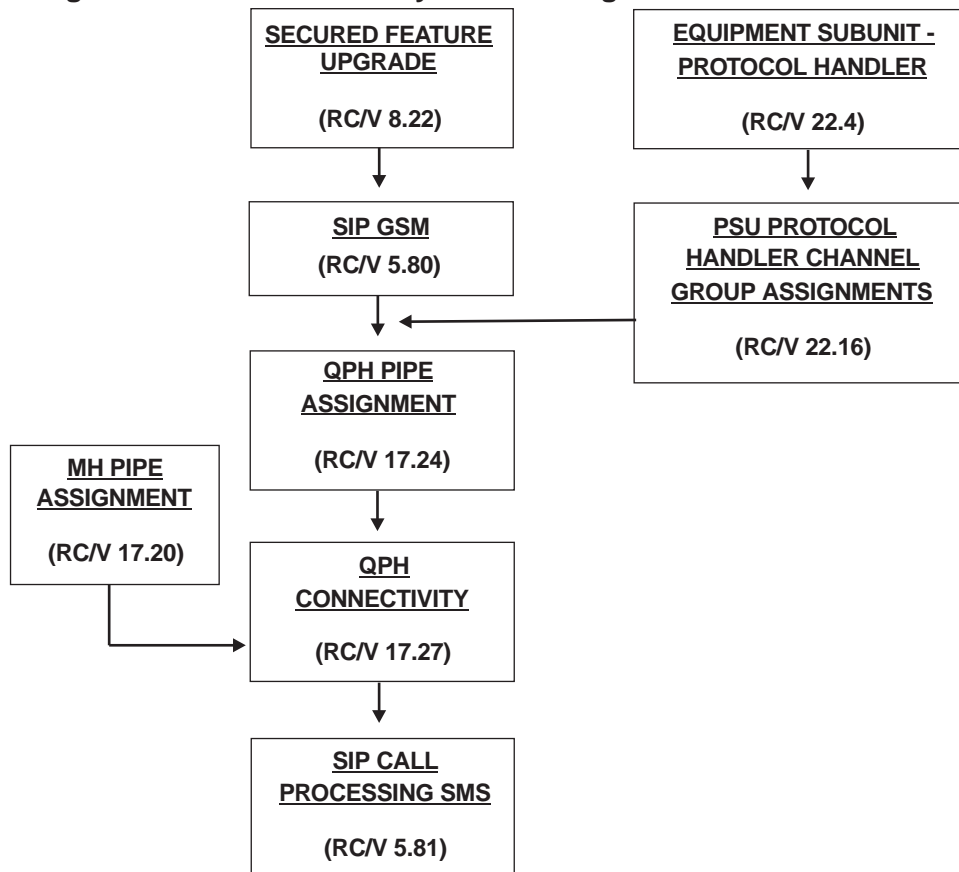 SECURED FEATURE
UPGRADE
(RC/V 8.22)
EQUIPMENT SUBUNIT -
PROTOCOL HANDLER
(RC/V 22.4)
SIP GSM
(RC/V 5.80)
PSU PROTOCOL
HANDLER CHANNEL
GROUP ASSIGNMENTS
(RC/V 22.16)
QPH PIPE
ASSIGNMENT
(RC/V 17.24)
MH PIPE
ASSIGNMENT
(RC/V 17.20)
QPH
CONNECTIVITY
(RC/V 17.27)
SIP CALL
PROCESSING SMS
(RC/V 5.81)